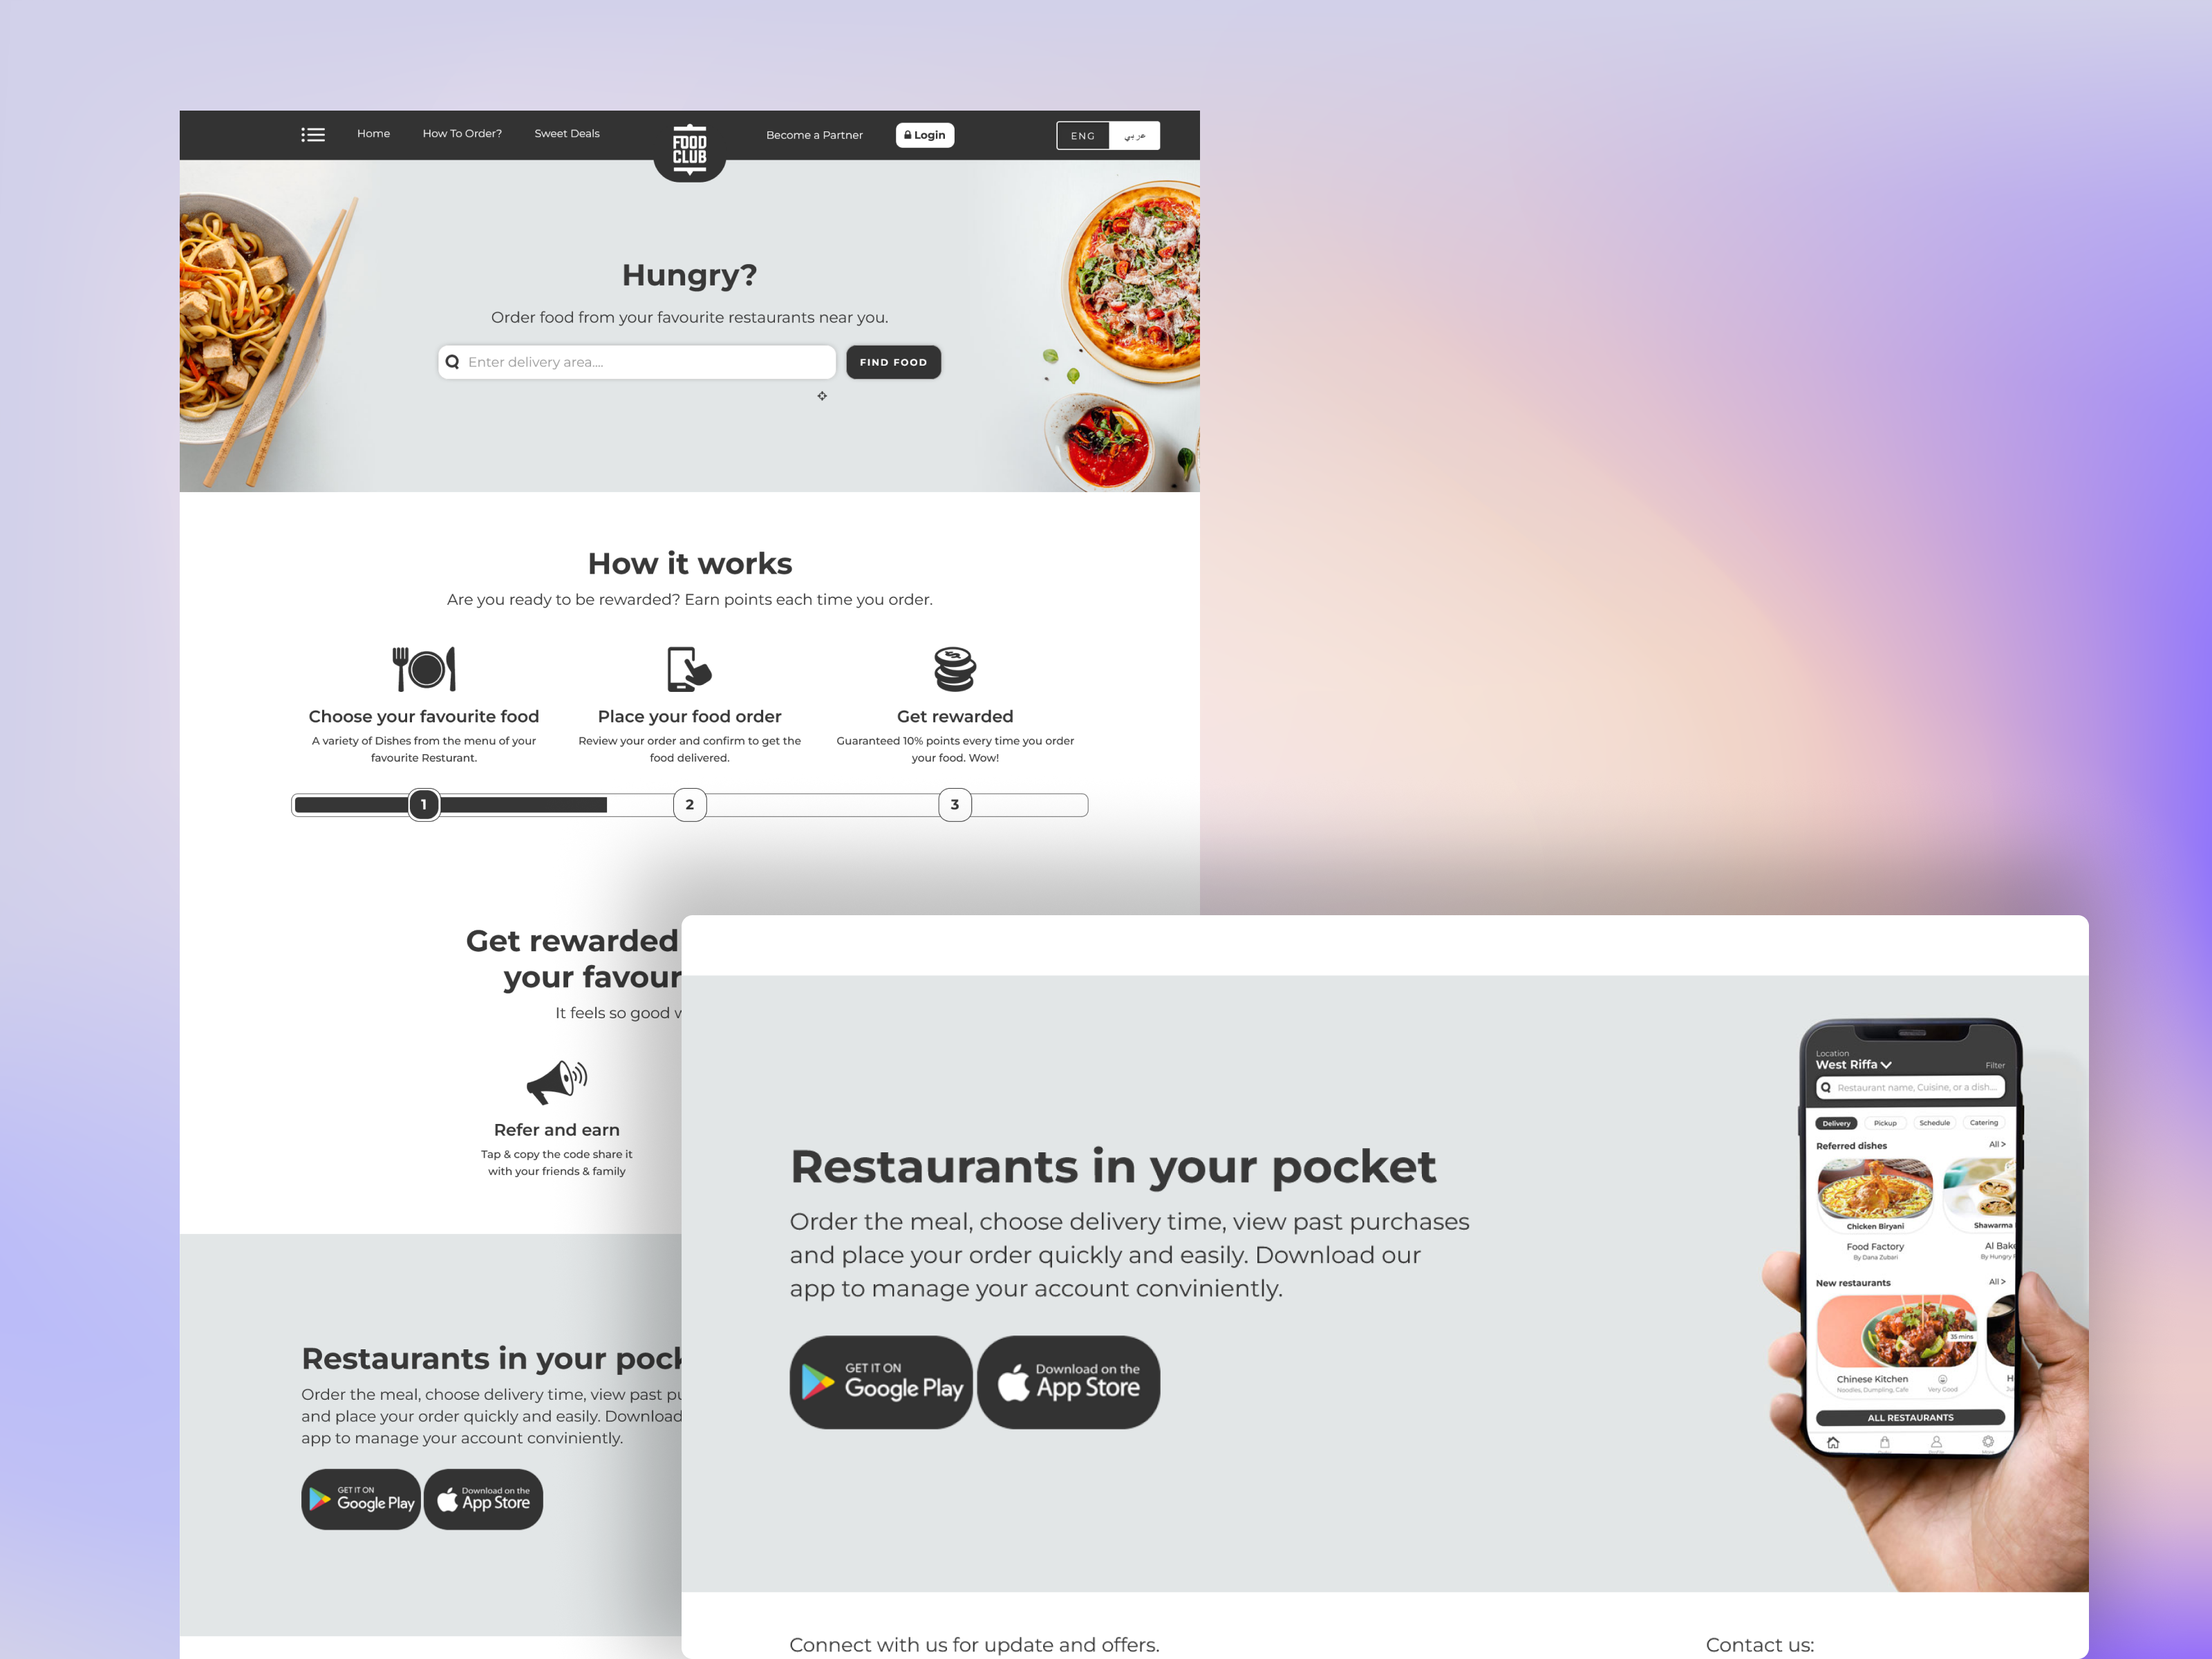 Home
How To Order?
Sweet Deals
FOOD
CLUB
Become a Partner
Login
ENG
عربي
Hungry?
Order food from your favourite restaurants near you.
Enter delivery area....
FIND FOOD
How it works
Are you ready to be rewarded? Earn points each time you order.
Choose your favourite food
A variety of Dishes from the menu of your
favourite Resturant.
Place your food order
Review your order and confirm to get the
food delivered.
Get rewarded
Guaranteed 10% points every time you order
your food. Wow!
1
2
3
Get rewarded
your favour
It feels so good w
Refer and earn
Tap & copy the code share it
with your friends & family
Restaurants in your pock
Order the meal, choose delivery time, view past pu
and place your order quickly and easily. Download
app to manage your account conviniently.
GET IT ON
Google Play
Download on the
App Store
Restaurants in your pocket
Order the meal, choose delivery time, view past purchases
and place your order quickly and easily. Download our
app to manage your account conviniently.
GET IT ON
Google Play
Download on the
App Store
Location
West Riffa
Filter
Restaurant name, Cuisine, or a dish...
Delivery
Pickup
Schedule
Catering
Referred dishes
All >
Chicken Biryani
Shawarma
Food Factory
By Dana Zubari
Al Bak
By Hungry
New restaurants
All >
35 mins
Chinese Kitchen
Noodles, Dumpling, Cafe
Very Good
H
ALL RESTAURANTS
Connect with us for update and offers.
Contact us: